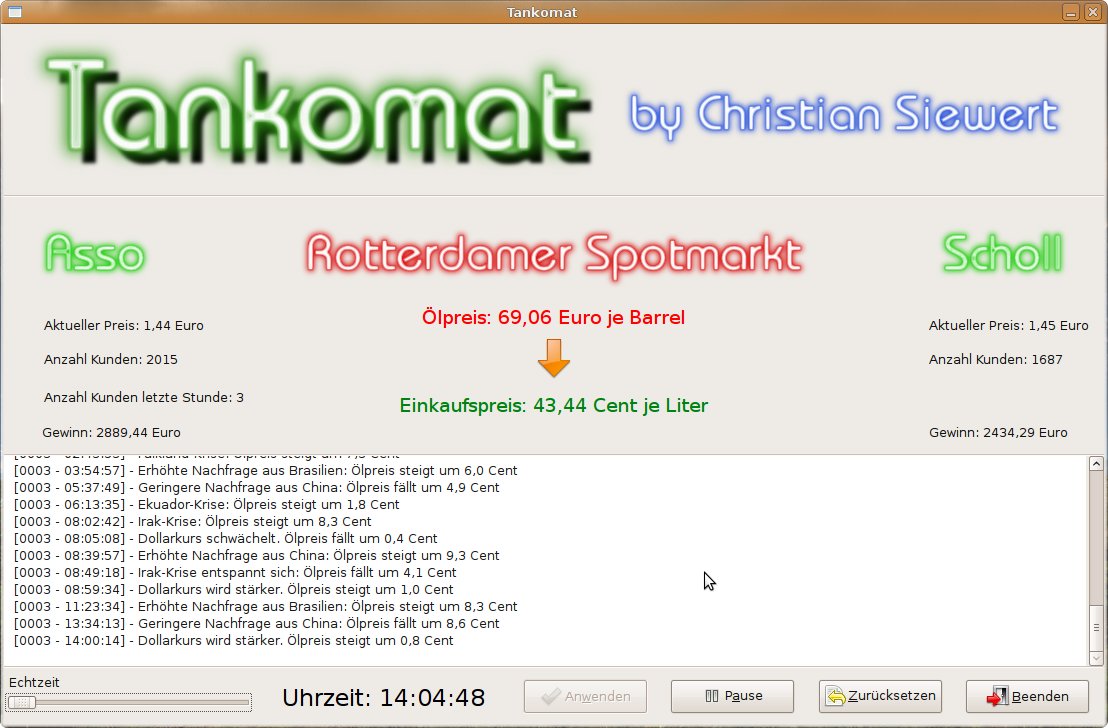 Tankomat
Tankomat by Christian Siewert
Asso Rotterdamer Spotmarkt Scholl
Ölpreis: 69,06 Euro je Barrel
Aktueller Preis: 1,44 Euro Aktueller Preis: 1,45 Euro
Anzahl Kunden: 2015 Anzahl Kunden: 1687
Anzahl Kunden letzte Stunde: 3
Einkaufspreis: 43,44 Cent je Liter
Gewinn: 2889,44 Euro Gewinn: 2434,29 Euro
[0003 - 03:54:57] - Erhöhte Nachfrage aus Brasilien: Ölpreis steigt um 6,0 Cent
[0003 - 05:37:49] - Geringere Nachfrage aus China: Ölpreis fällt um 4,9 Cent
[0003 - 06:13:35] - Ekuador-Krise: Ölpreis steigt um 1,8 Cent
[0003 - 08:02:42] - Irak-Krise: Ölpreis steigt um 8,3 Cent
[0003 - 08:05:08] - Dollarkurs schwächelt. Ölpreis fällt um 0,4 Cent
[0003 - 08:39:57] - Erhöhte Nachfrage aus China: Ölpreis steigt um 9,3 Cent
[0003 - 08:49:18] - Irak-Krise entspannt sich: Ölpreis fällt um 4,1 Cent
[0003 - 08:59:34] - Dollarkurs wird stärker. Ölpreis steigt um 1,0 Cent
[0003 - 11:23:34] - Erhöhte Nachfrage aus Brasilien: Ölpreis steigt um 8,3 Cent
[0003 - 13:34:13] - Geringere Nachfrage aus China: Ölpreis fällt um 8,6 Cent
[0003 - 14:00:14] - Dollarkurs wird stärker. Ölpreis steigt um 0,8 Cent
Echtzeit
Uhrzeit: 14:04:48 Anwenden Pause Zurücksetzen Beenden